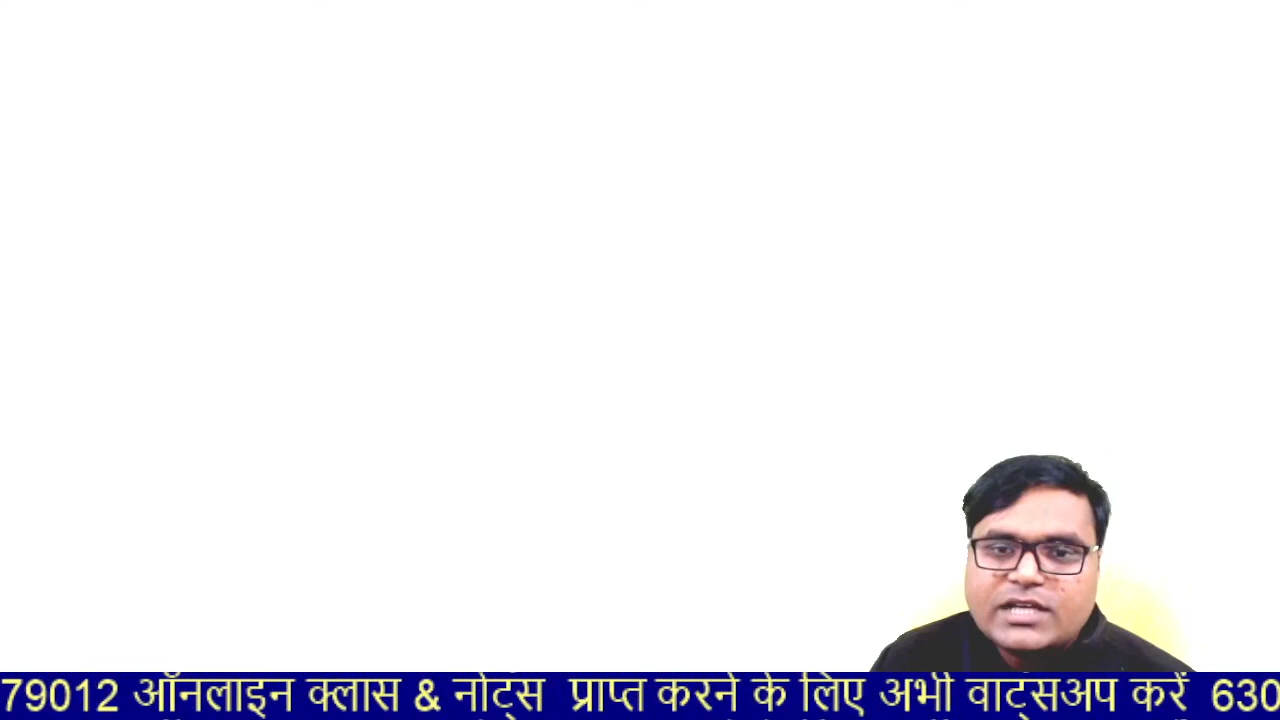 79012 ऑनलाइन क्लास & नोट्स प्राप्त करने के लिए अभी वाट्सअप करें 630